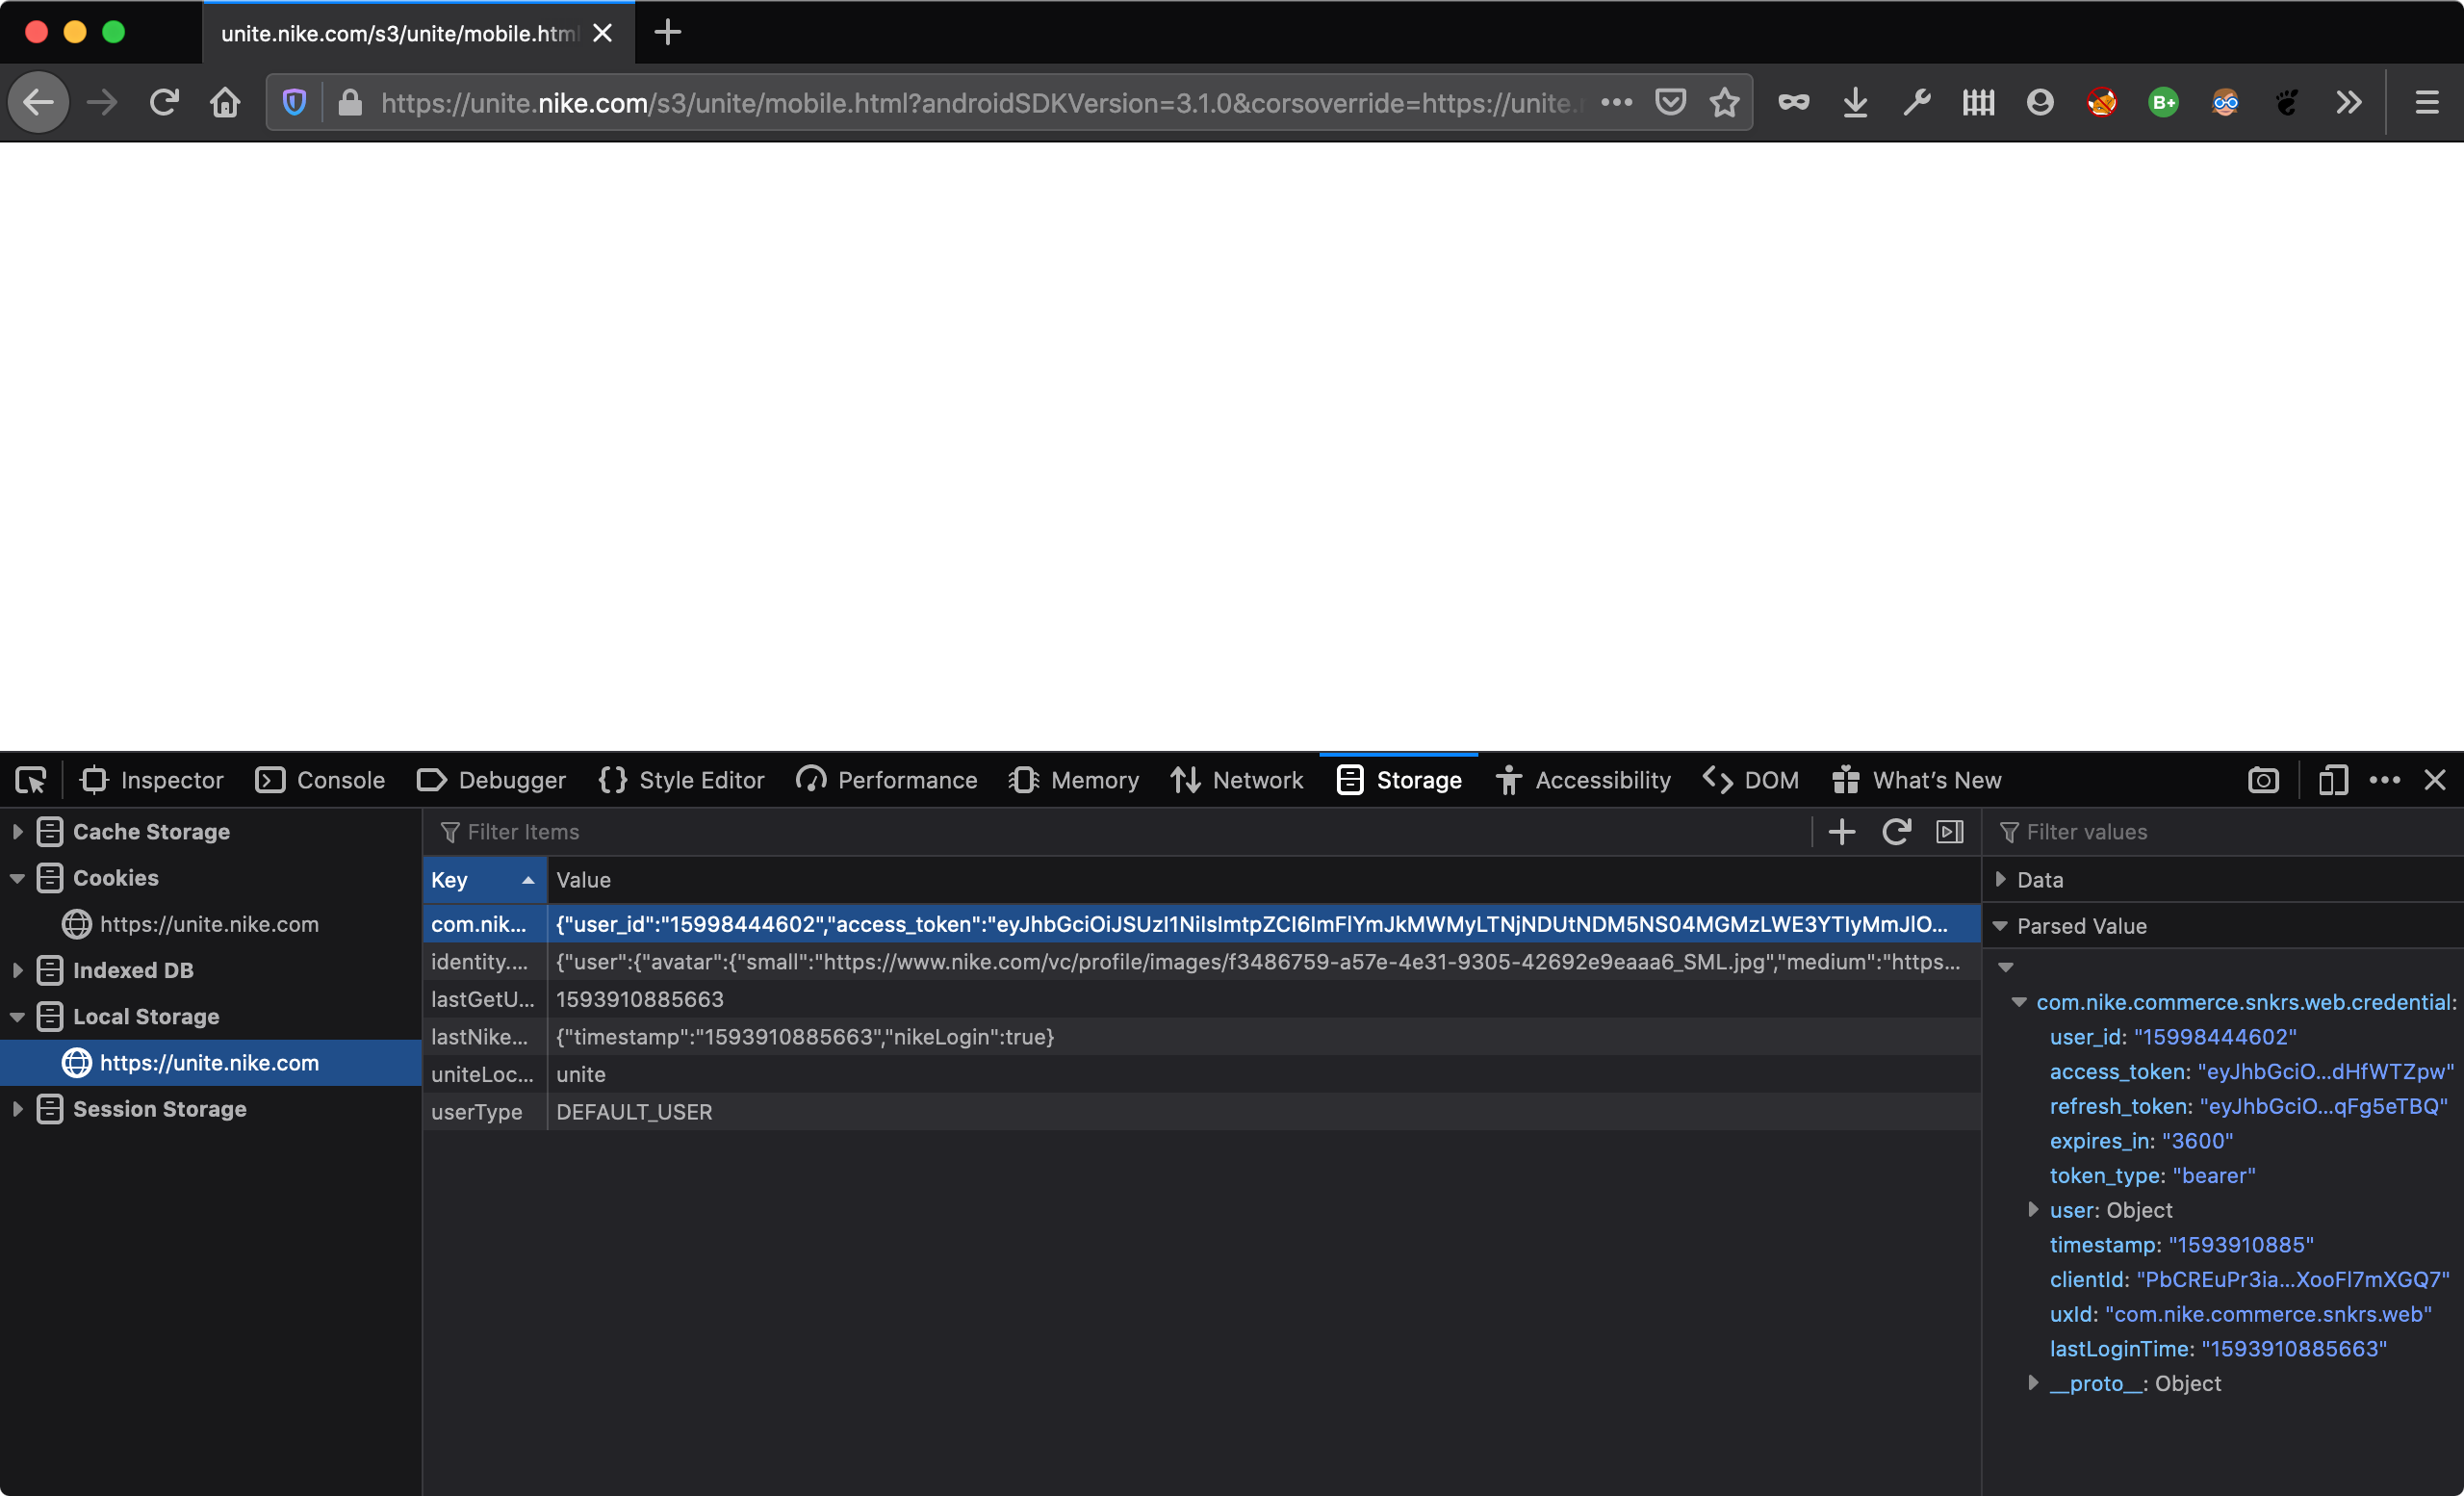 unite.nike.com/s3/unite/mobile.html
https://unite.nike.com/s3/unite/mobile.html?androidSDKVersion=3.1.0&corsoverride=https://unite.
B+
Inspector Console Debugger Style Editor Performance Memory Network Storage Accessibility DOM What’s New
Cache Storage
Cookies
https://unite.nike.com
Indexed DB
Local Storage
https://unite.nike.com
Session Storage
Filter Items
Key Value
com.nik... {"user_id":"15998444602","access_token":"eyJhbGciOiJSUzI1NiIsImtpZCI6ImFlYmJkMWMyLTNjNDUtNDM5NS04MGMzLWE3YTIyMmJlO...
identity.... {"user":{"avatar":{"small":"https://www.nike.com/vc/profile/images/f3486759-a57e-4e31-9305-42692e9eaaa6_SML.jpg","medium":"https...
lastGetU... 1593910885663
lastNike... {"timestamp":"1593910885663","nikeLogin":true}
uniteLoc... unite
userType DEFAULT_USER
Filter values
Data
Parsed Value
com.nike.commerce.snkrs.web.credential:
user_id: "15998444602"
access_token: "eyJhbGciO...dHfWTZpw"
refresh_token: "eyJhbGciO...qFg5eTBQ"
expires_in: "3600"
token_type: "bearer"
user: Object
timestamp: "1593910885"
clientId: "PbCREuPr3ia...XooFl7mXGQ7"
uxId: "com.nike.commerce.snkrs.web"
lastLoginTime: "1593910885663"
__proto__: Object